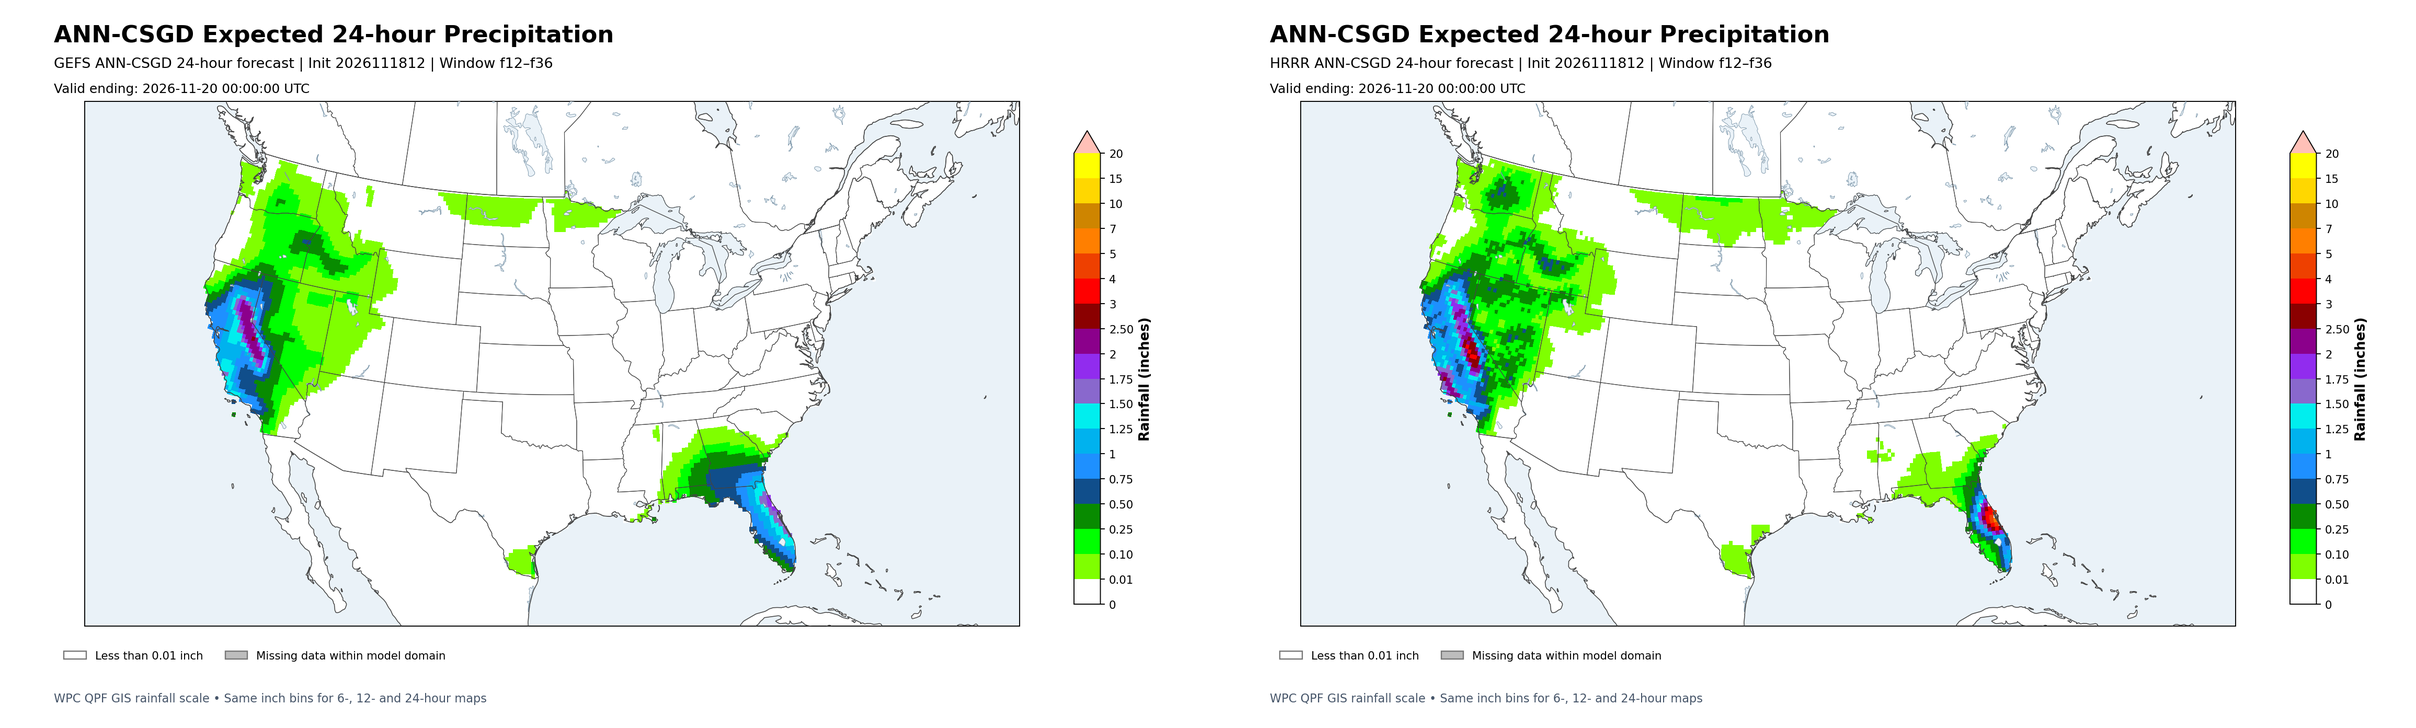 ANN-CSGD Expected 24-hour Precipitation
GEFS ANN-CSGD 24-hour forecast | Init 2026111812 | Window f12–f36
Valid ending: 2026-11-20 00:00:00 UTC
20
15
10
7
5
4
3
2.50
2
1.75
1.50
1.25
1
0.75
0.50
0.25
0.10
0.01
0
Rainfall (inches)
Less than 0.01 inch
Missing data within model domain
WPC QPF GIS rainfall scale • Same inch bins for 6-, 12- and 24-hour maps
ANN-CSGD Expected 24-hour Precipitation
HRRR ANN-CSGD 24-hour forecast | Init 2026111812 | Window f12–f36
Valid ending: 2026-11-20 00:00:00 UTC
20
15
10
7
5
4
3
2.50
2
1.75
1.50
1.25
1
0.75
0.50
0.25
0.10
0.01
0
Rainfall (inches)
Less than 0.01 inch
Missing data within model domain
WPC QPF GIS rainfall scale • Same inch bins for 6-, 12- and 24-hour maps